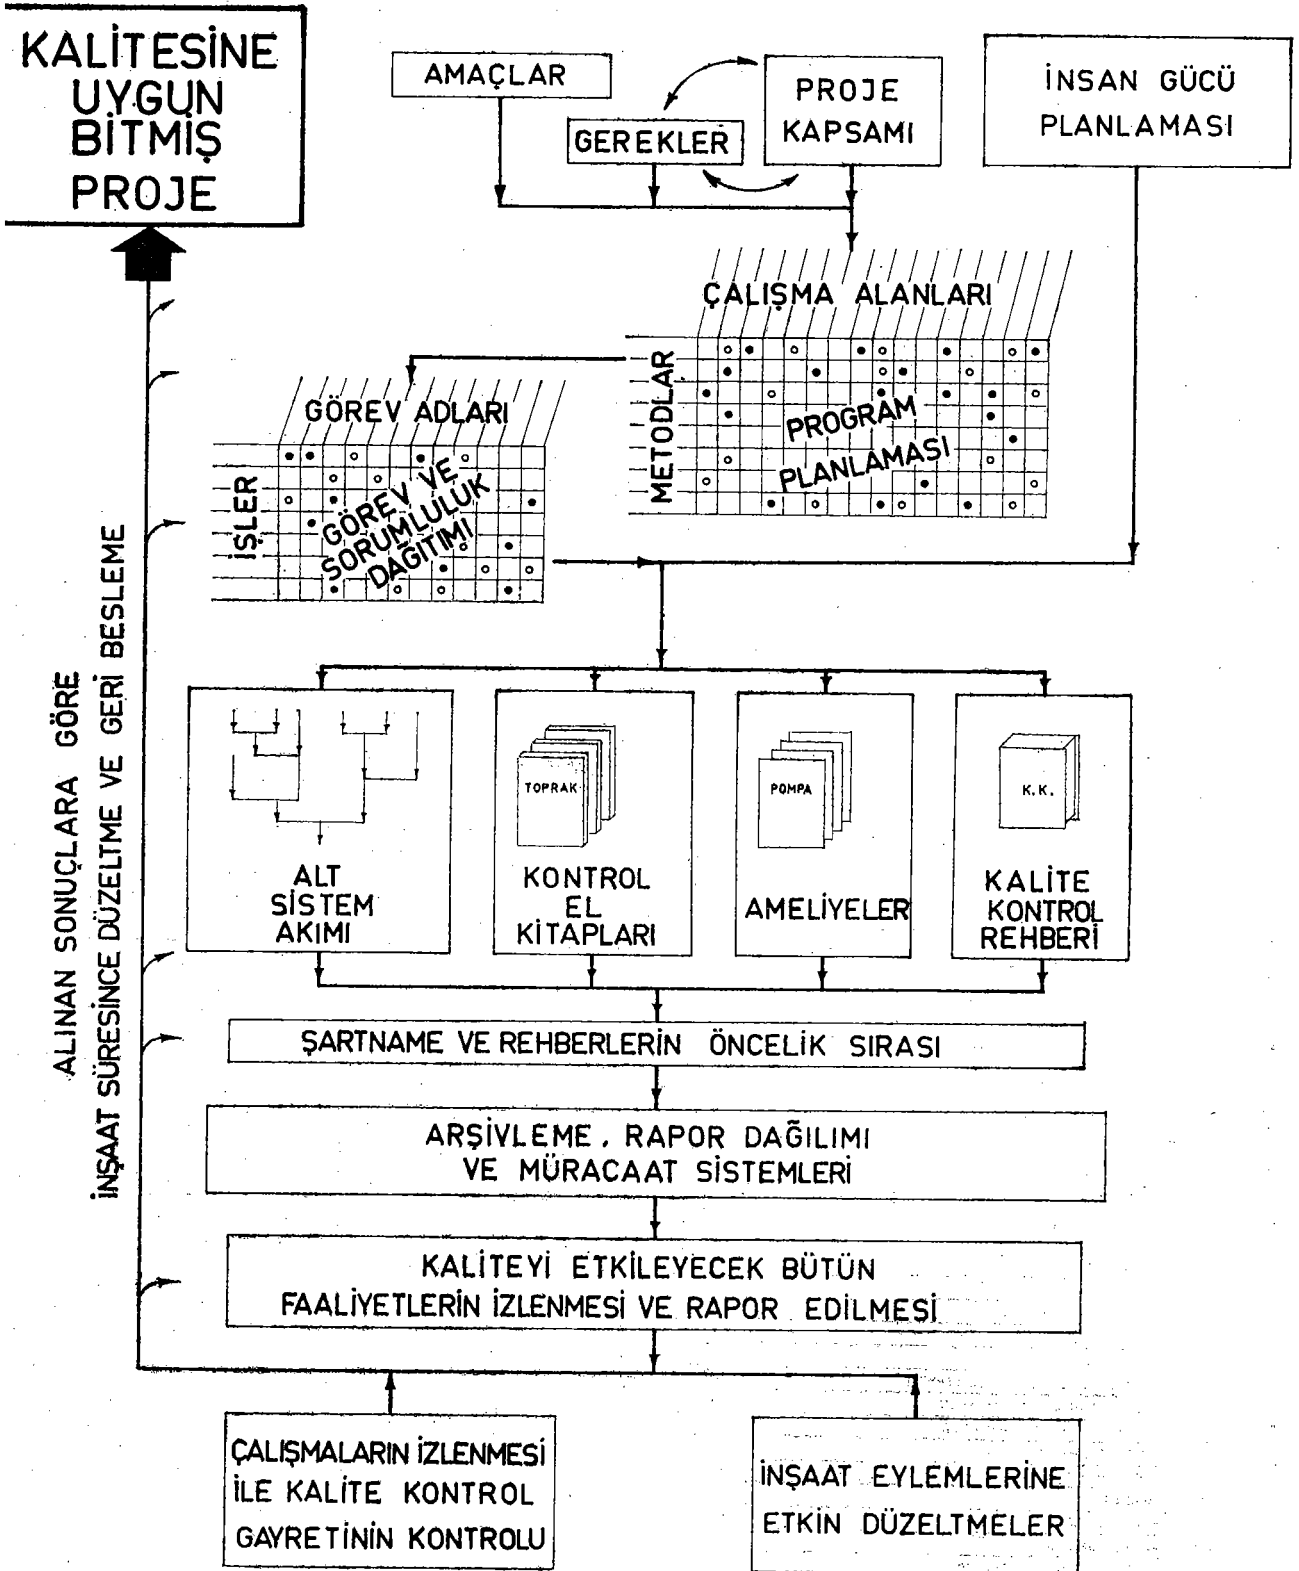 KALİTESİNE
UYGUN
BİTMİŞ
PROJE
AMAÇLAR
GEREKLER
PROJE
KAPSAMI
İNSAN GÜCÜ
PLANLAMASI
ÇALIŞMA ALANLARI
METODLAR
PROGRAM
PLANLAMASI
GÖREV ADLARI
İŞLER
GÖREV VE
SORUMLULUK
DAĞITIMI
ALINAN SONUÇLARA GÖRE
İNŞAAT SÜRESİNCE DÜZELTME VE GERİ BESLEME
ALT
SİSTEM
AKIMI
TOPRAK
KONTROL
EL
KİTAPLARI
POMPA
AMELİYELER
K.K.
KALİTE
KONTROL
REHBERİ
ŞARTNAME VE REHBERLERİN ÖNCELİK SIRASI
ARŞİVLEME, RAPOR DAĞILIMI
VE MÜRACAAT SİSTEMLERİ
KALİTEYİ ETKİLEYECEK BÜTÜN
FAALİYETLERİN İZLENMESİ VE RAPOR EDİLMESİ
ÇALIŞMALARIN İZLENMESİ
İLE KALİTE KONTROL
GAYRETİNİN KONTROLU
İNŞAAT EYLEMLERİNE
ETKİN DÜZELTMELER